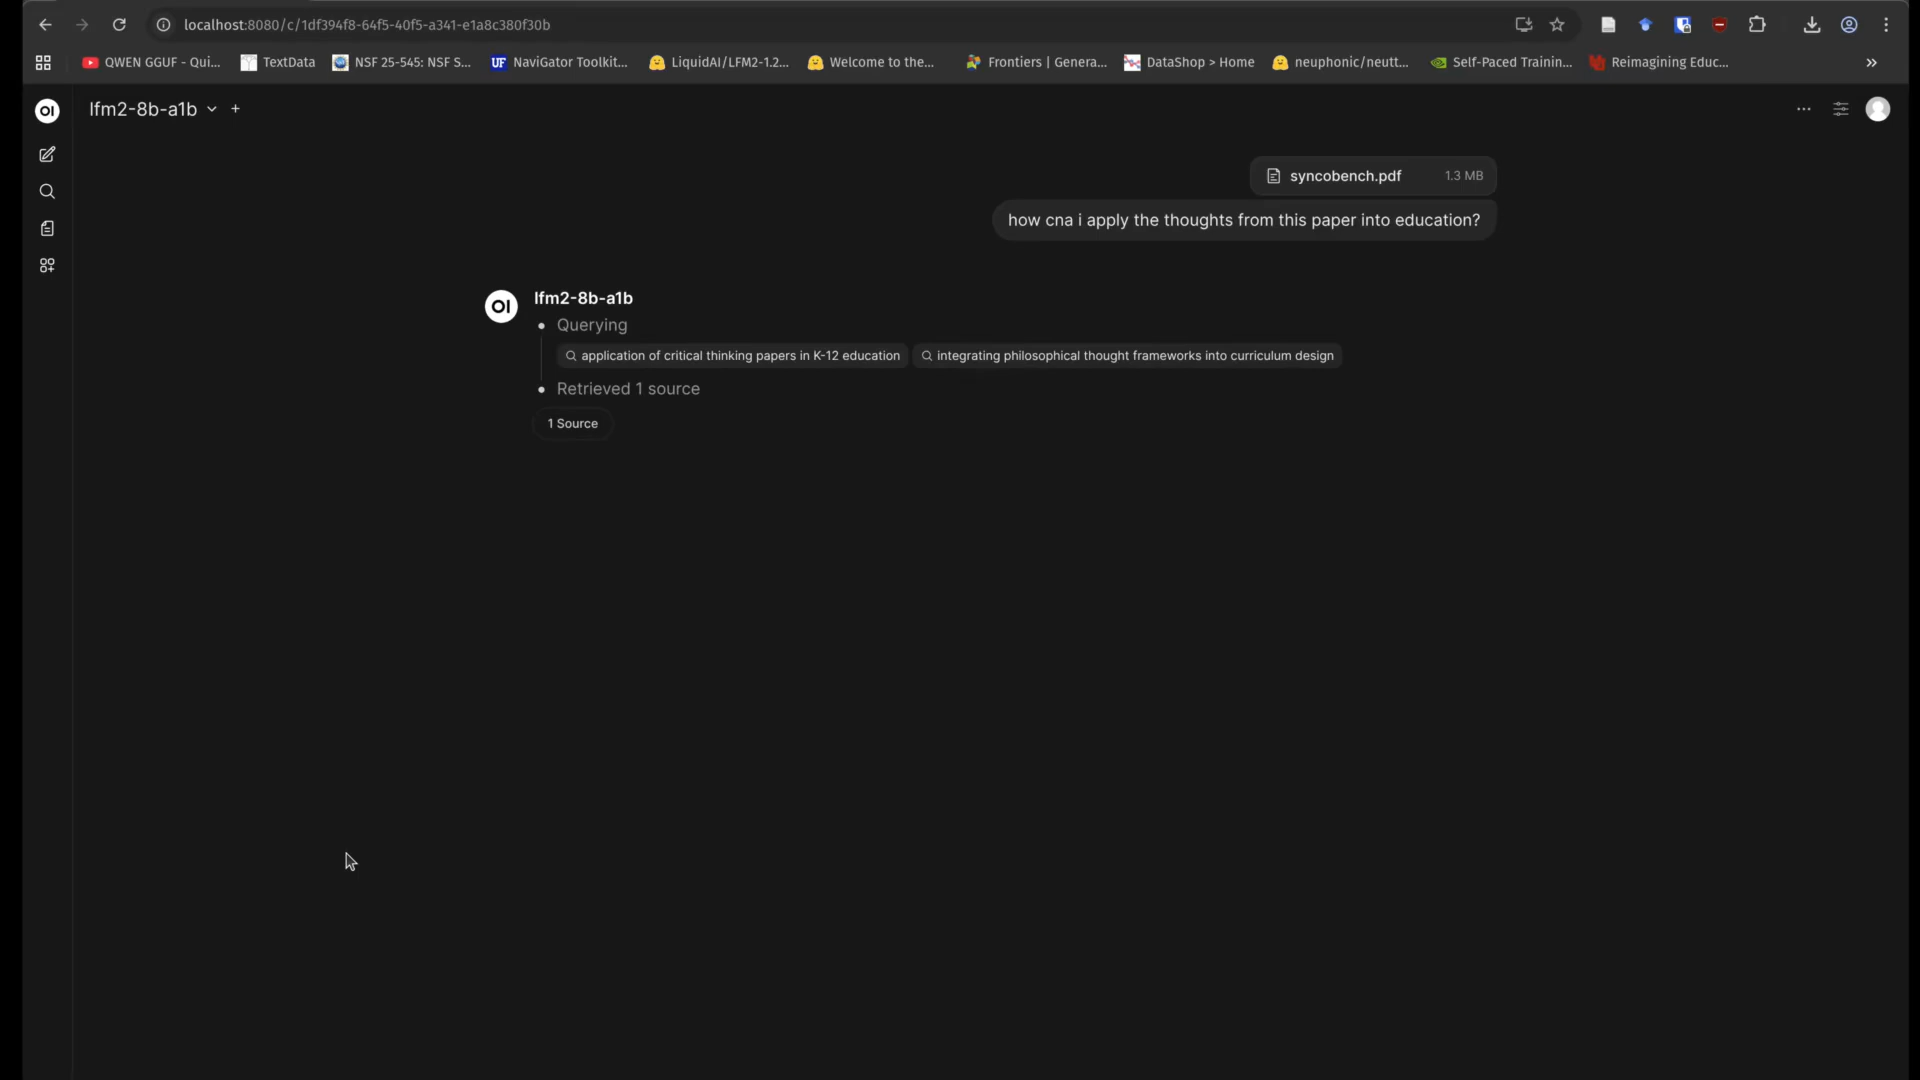 localhost:8080/c/1df394f8-64f5-40f5-a341-e1a8c380f30b
QWEN GGUF - Qui...
TextData
NSF 25-545: NSF S...
UF NaviGator Toolkit...
LiquidAI/LFM2-1.2...
Welcome to the...
Frontiers | Genera...
DataShop > Home
neuphonic/neutt...
Self-Paced Trainin...
Reimagining Educ...
OI
lfm2-8b-a1b
syncobench.pdf 1.3 MB
how cna i apply the thoughts from this paper into education?
OI
lfm2-8b-a1b
Querying
application of critical thinking papers in K-12 education
integrating philosophical thought frameworks into curriculum design
Retrieved 1 source
1 Source